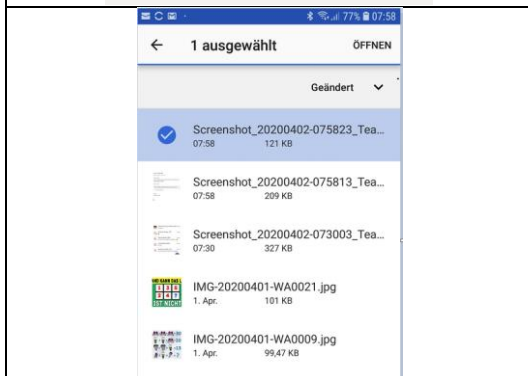 77% 07:58
1 ausgewählt ÖFFNEN
Geändert
Screenshot_20200402-075823_Tea...
07:58 121 KB
Screenshot_20200402-075813_Tea...
07:58 209 KB
Screenshot_20200402-073003_Tea...
07:30 327 KB
IMG-20200401-WA0021.jpg
1. Apr. 101 KB
IST NICHT
IMG-20200401-WA0009.jpg
1. Apr. 99,47 KB